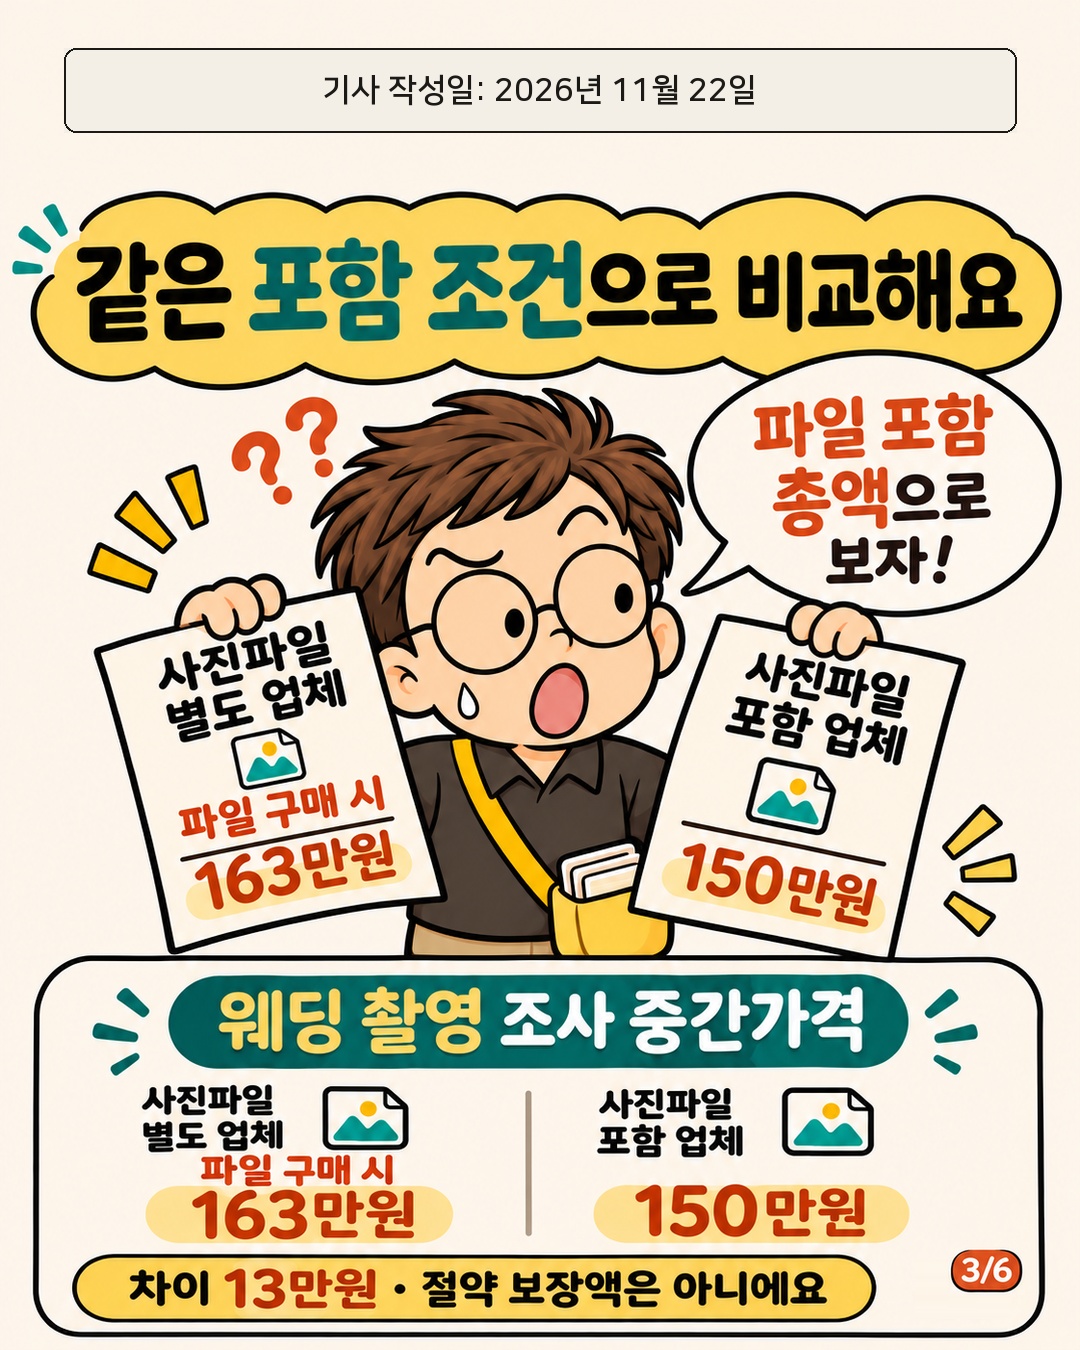 기사 작성일: 2026년 11월 22일
같은 포함 조건으로 비교해요
??
파일 포함
총액으로
보자!
사진파일
별도 업체
파일 구매 시
163만원
사진파일
포함 업체
150만원
웨딩 촬영 조사 중간가격
사진파일
별도 업체
파일 구매 시
163만원
사진파일
포함 업체
150만원
차이 13만원 · 절약 보장액은 아니에요
3/6